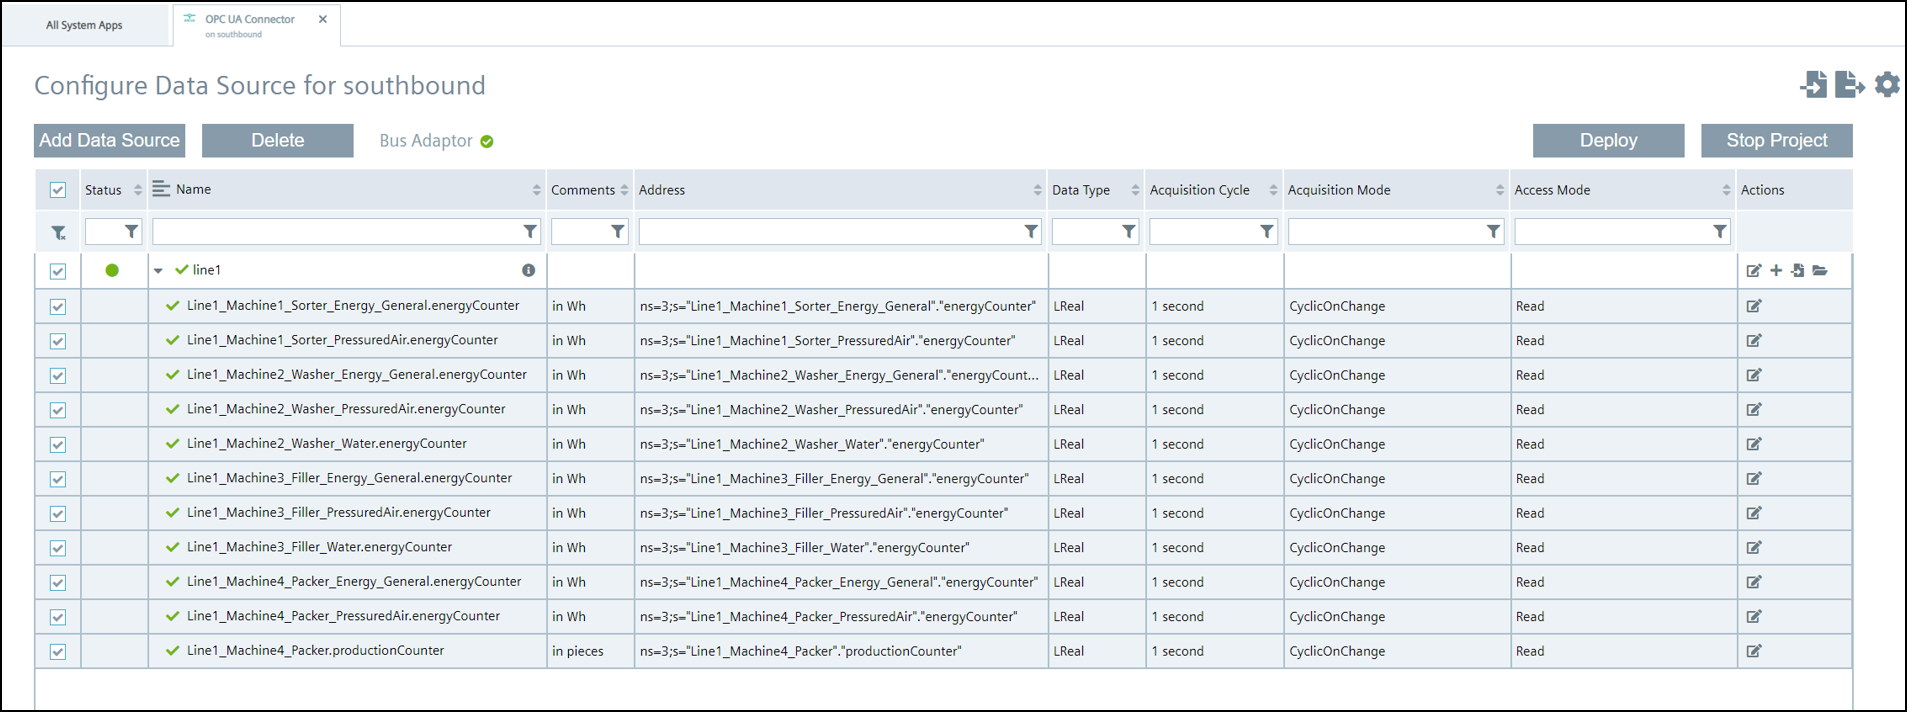 All System Apps
OPC UA Connector
on southbound
Configure Data Source for southbound
Add Data Source Delete Bus Adaptor Deploy Stop Project
Status Name Comments Address Data Type Acquisition Cycle Acquisition Mode Access Mode Actions
line1
Line1_Machine1_Sorter_Energy_General.energyCounter in Wh ns=3;s="Line1_Machine1_Sorter_Energy_General"."energyCounter" LReal 1 second CyclicOnChange Read
Line1_Machine1_Sorter_PressuredAir.energyCounter in Wh ns=3;s="Line1_Machine1_Sorter_PressuredAir"."energyCounter" LReal 1 second CyclicOnChange Read
Line1_Machine2_Washer_Energy_General.energyCounter in Wh ns=3;s="Line1_Machine2_Washer_Energy_General"."energyCount... LReal 1 second CyclicOnChange Read
Line1_Machine2_Washer_PressuredAir.energyCounter in Wh ns=3;s="Line1_Machine2_Washer_PressuredAir"."energyCounter" LReal 1 second CyclicOnChange Read
Line1_Machine2_Washer_Water.energyCounter in Wh ns=3;s="Line1_Machine2_Washer_Water"."energyCounter" LReal 1 second CyclicOnChange Read
Line1_Machine3_Filler_Energy_General.energyCounter in Wh ns=3;s="Line1_Machine3_Filler_Energy_General"."energyCounter" LReal 1 second CyclicOnChange Read
Line1_Machine3_Filler_PressuredAir.energyCounter in Wh ns=3;s="Line1_Machine3_Filler_PressuredAir"."energyCounter" LReal 1 second CyclicOnChange Read
Line1_Machine3_Filler_Water.energyCounter in Wh ns=3;s="Line1_Machine3_Filler_Water"."energyCounter" LReal 1 second CyclicOnChange Read
Line1_Machine4_Packer_Energy_General.energyCounter in Wh ns=3;s="Line1_Machine4_Packer_Energy_General"."energyCounter" LReal 1 second CyclicOnChange Read
Line1_Machine4_Packer_PressuredAir.energyCounter in Wh ns=3;s="Line1_Machine4_Packer_PressuredAir"."energyCounter" LReal 1 second CyclicOnChange Read
Line1_Machine4_Packer.productionCounter in pieces ns=3;s="Line1_Machine4_Packer"."productionCounter" LReal 1 second CyclicOnChange Read